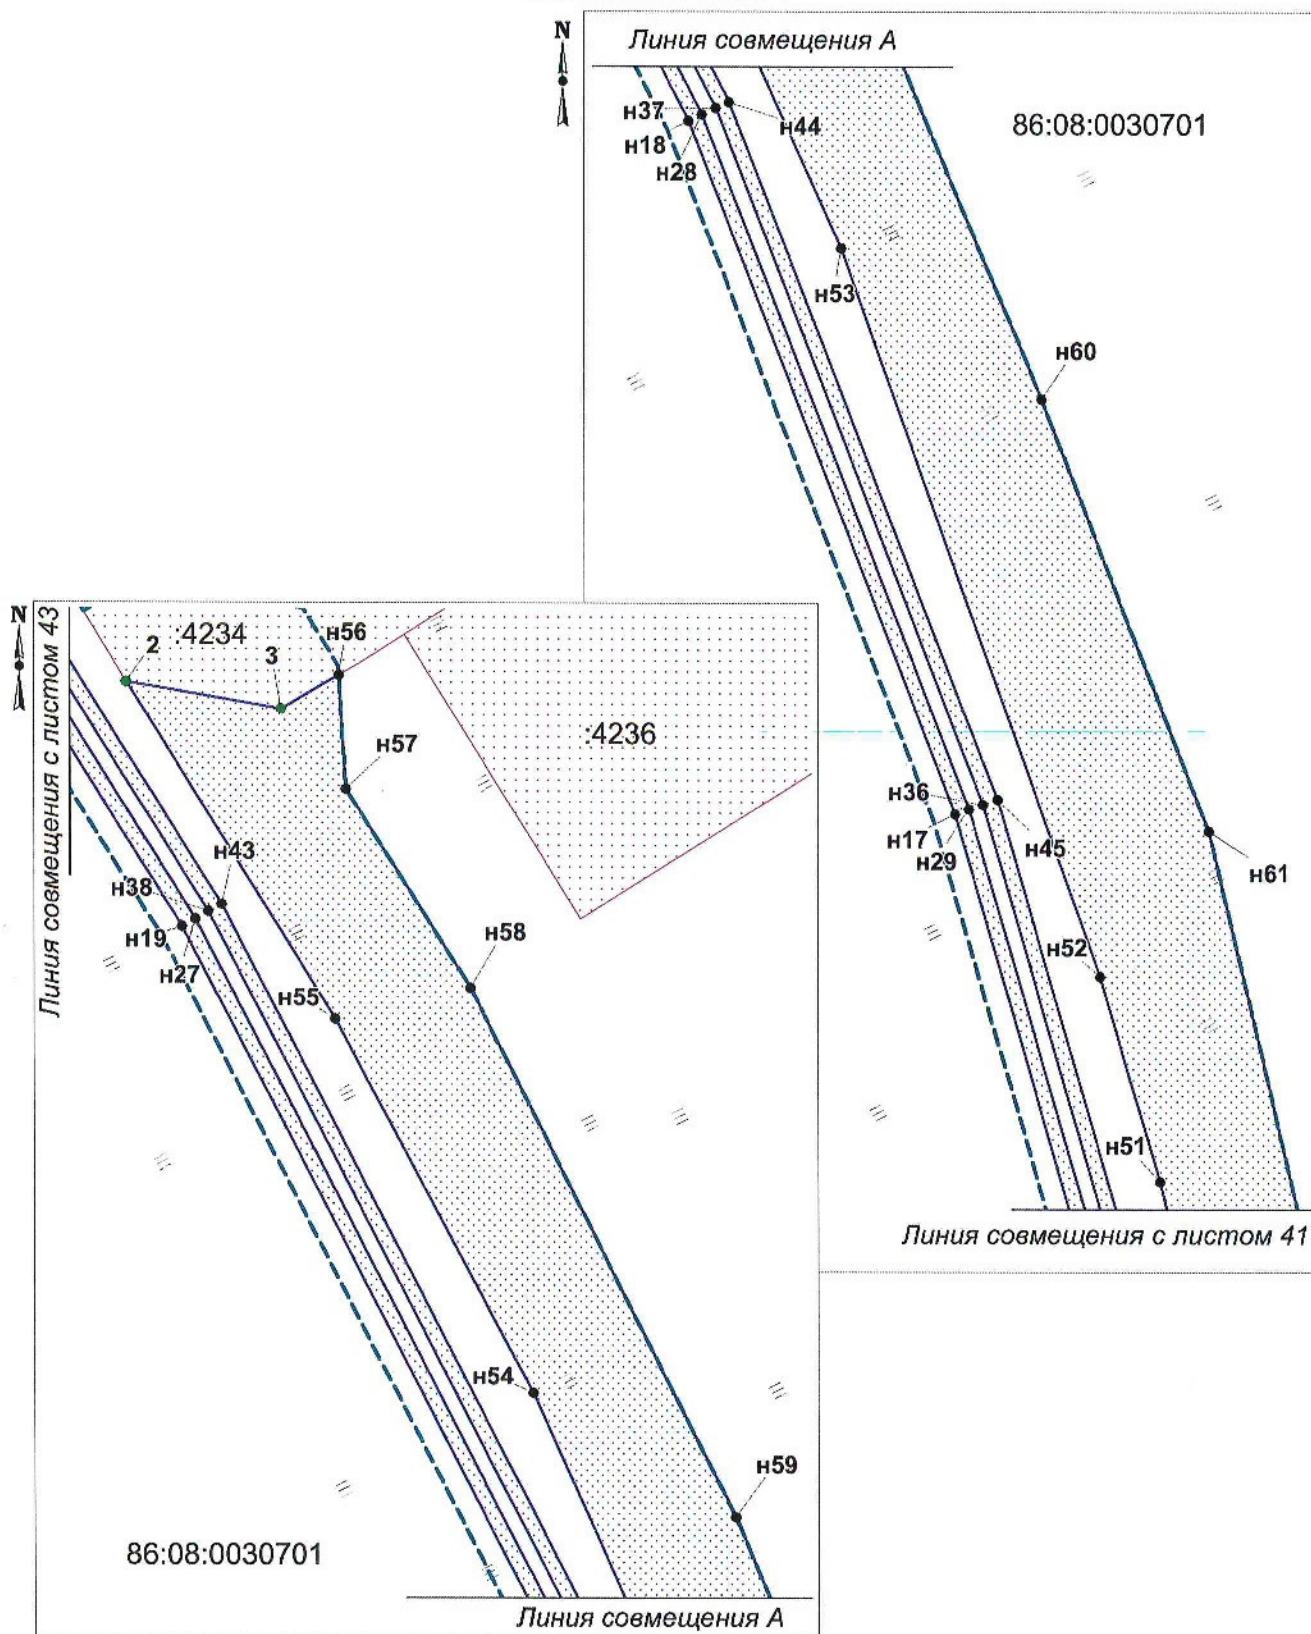 N
Линия совмещения А
н37
н44
н18
н28
86:08:0030701
н53
н60
н36
н17
н29
н45
н61
н52
н51
Линия совмещения с листом 41
N
Линия совмещения с листом 43
2
:4234
3
н56
:4236
н57
н43
н38
н19
н27
н58
н55
н54
н59
86:08:0030701
Линия совмещения А